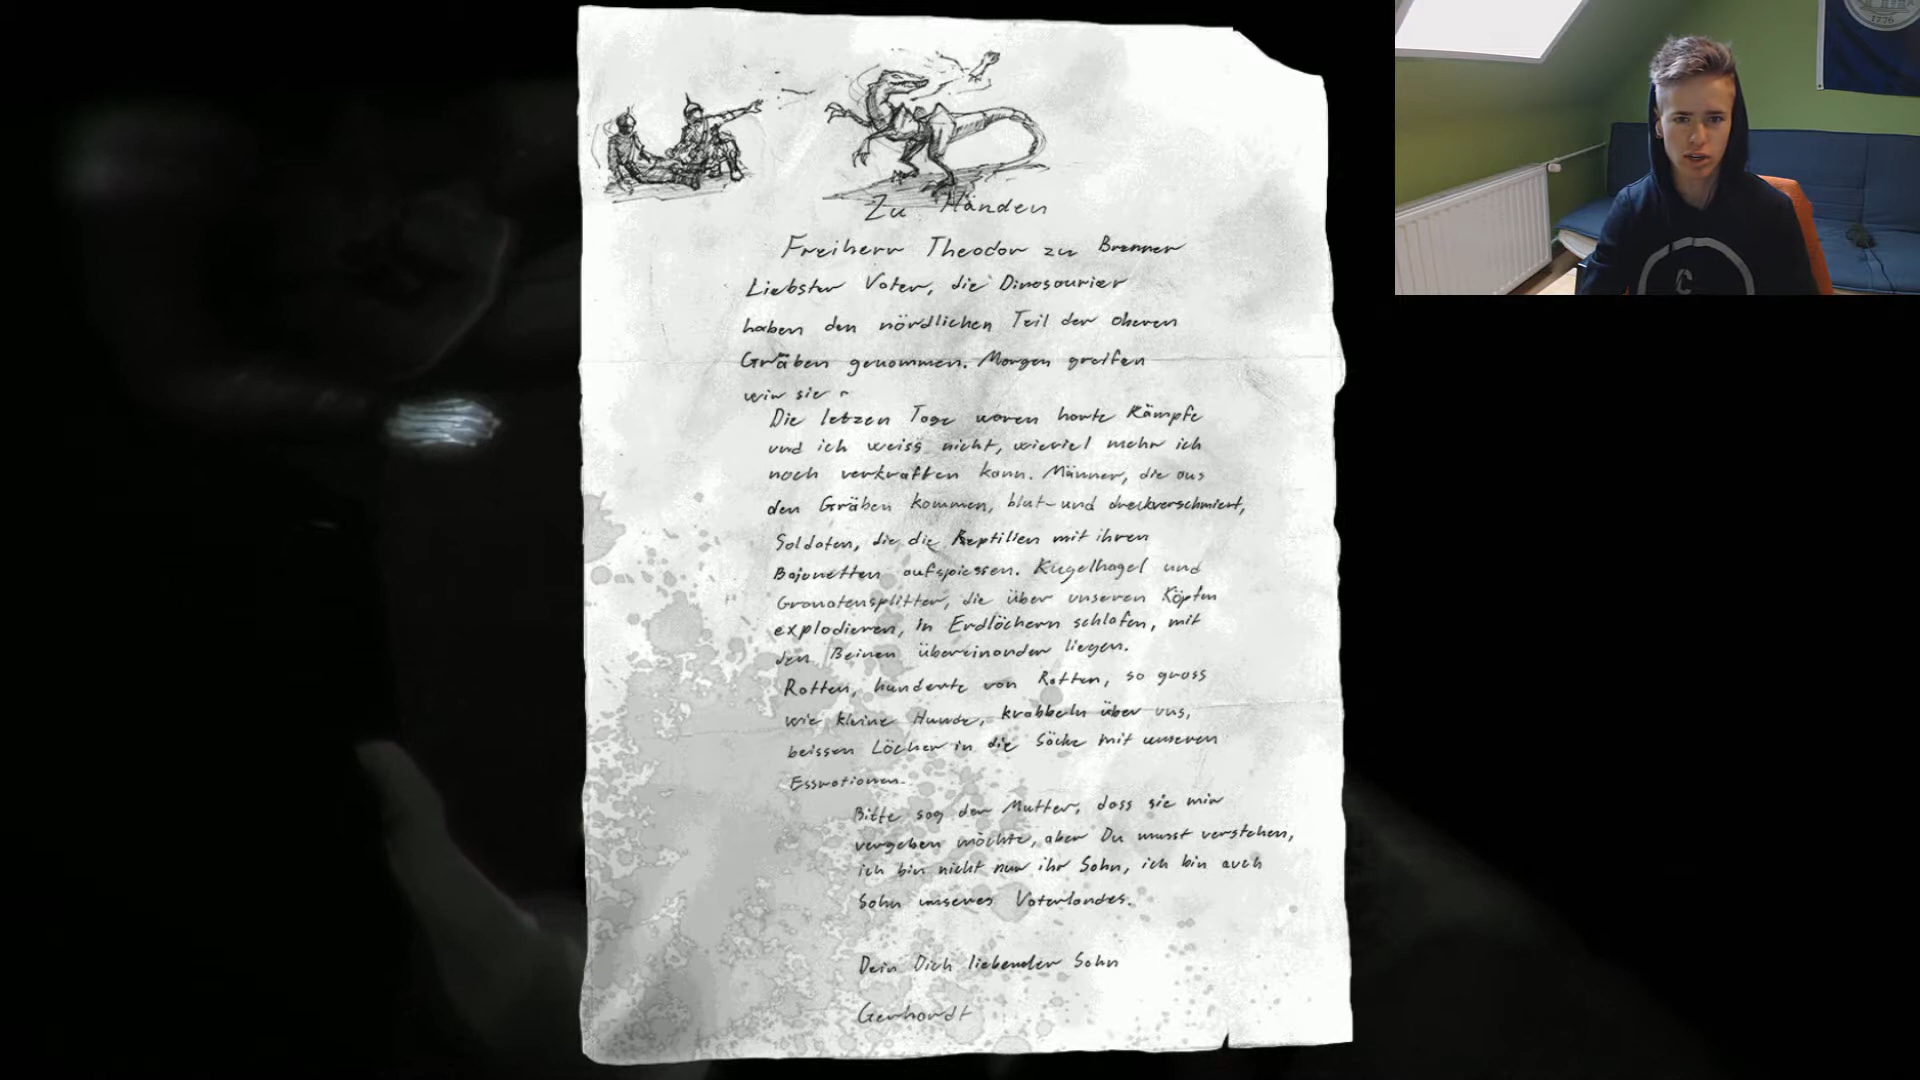 Zu Händen
Freiherr Theodor zu Brenner
Liebster Vater, die Dinosaurier
haben den nördlichen Teil der oberen
Gräben genommen. Morgen greifen
wir sie
Die letzen Tage waren harte Kämpfe
und ich weiss nicht, wieviel mehr ich
noch verkraften kann. Männer, die aus
den Gräben kommen, blut-und dreckverschmiert,
Soldaten, die die Reptilien mit ihren
Bajonetten aufspiessen. Kugelhagel und
Granatensplitter, die über unseren Köpfen
explodieren, in Erdlöchern schlafen, mit
den Beinen übereinander liegen.
Ratten, hunderte von Ratten, so gross
wie kleine Hunde, krabbeln über uns,
beissen Löcher in die Säcke mit unseren
Essrationen.
Bitte sag der Mutter, dass sie mir
vergeben möchte, aber Du musst verstehen,
ich bin nicht nur ihr Sohn, ich bin auch
Sohn unseres Vaterlandes.
Dein Dich liebender Sohn
Gerhardt
1776